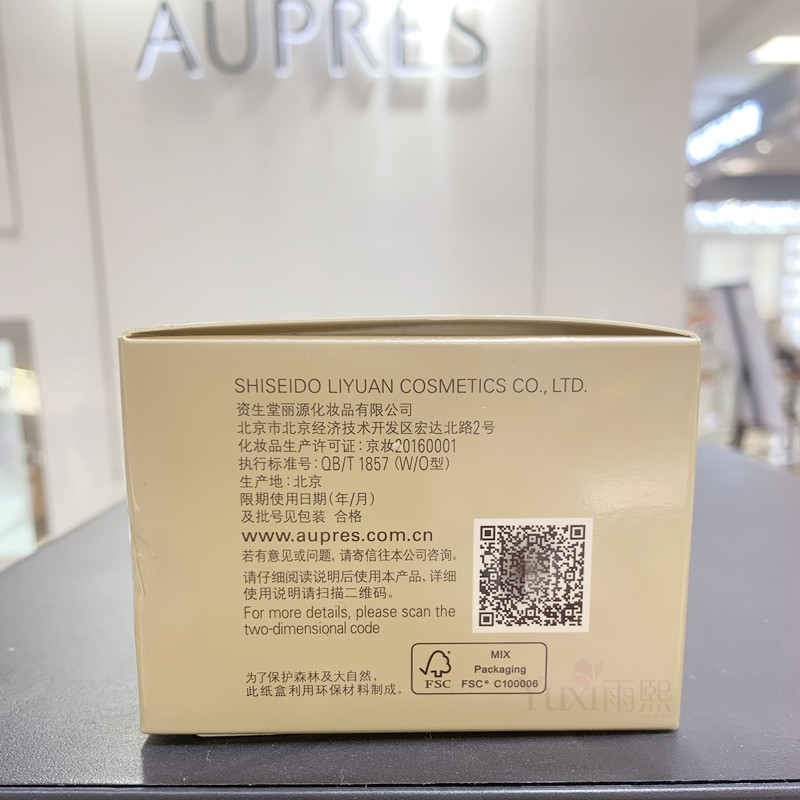 AUPRES
SHISEIDO LIYUAN COSMETICS CO., LTD.
资生堂丽源化妆品有限公司
北京市北京经济技术开发区宏达北路2号
化妆品生产许可证：京妆20160001
执行标准号：QB/T 1857 (W/O型)
生产地：北京
限期使用日期(年/月)
及批号见包装 合格
www.aupres.com.cn
若有意见或问题，请寄信往本公司咨询。
请仔细阅读说明后使用本产品，详细
使用说明请扫描二维码。
For more details, please scan the
two-dimensional code
为了保护森林及大自然，
此纸盒利用环保材料制成。
FSC
MIX
Packaging
FSC® C100006
Yuxi雨熙